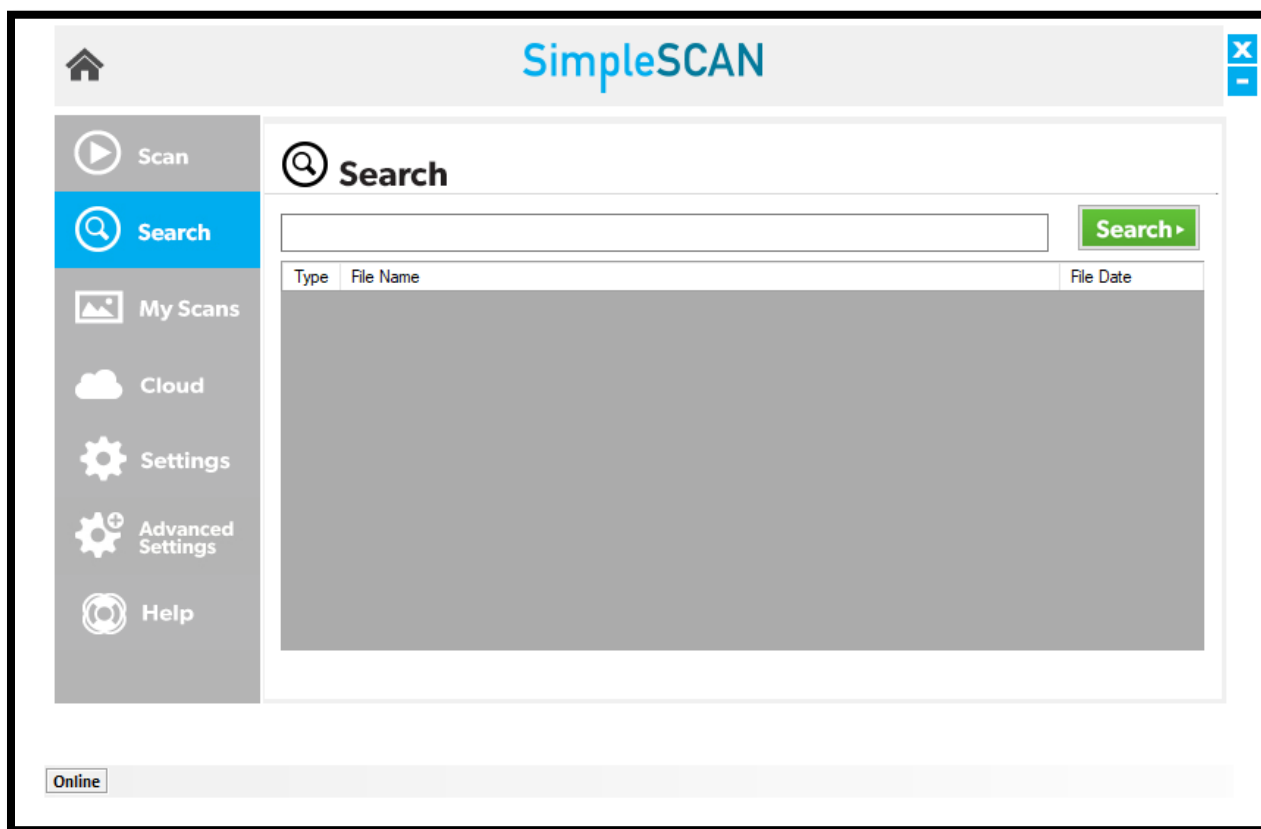 SimpleSCAN
X
-
Scan
Search
My Scans
Cloud
Settings
Advanced
Settings
Help
Search
Search
Type File Name File Date
Online